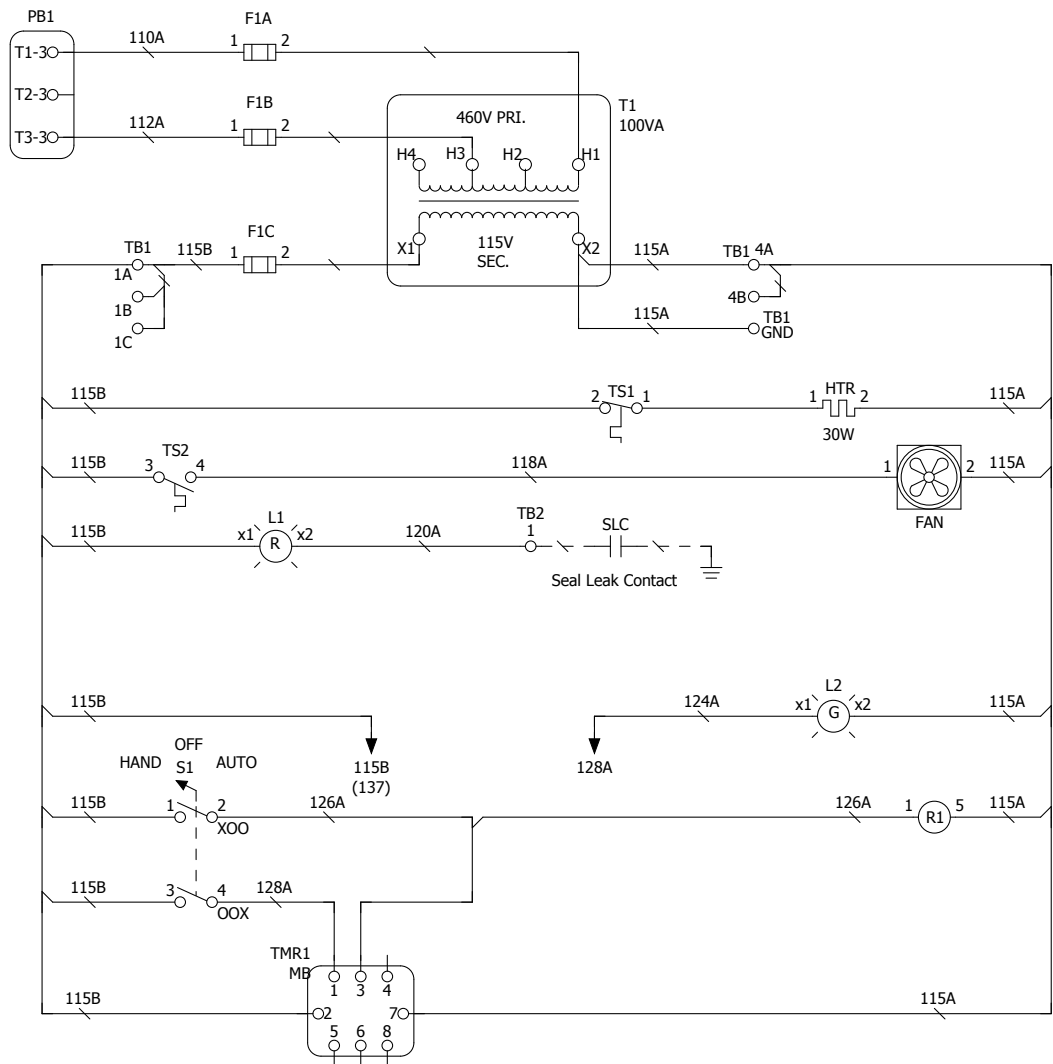 PB1
F1A
T1-3
110A
1
2
T2-3
F1B
T1
100VA
460V PRI.
T3-3
112A
1
2
H4
H3
H2
H1
F1C
X1
115V
SEC.
X2
TB1
115B
1
2
115A
TB1
4A
1A
1B
4B
1C
115A
TB1
GND
115B
2
TS1
1
1
HTR
2
115A
30W
115B
TS2
3
4
118A
1
2
115A
FAN
115B
L1
x1
R
x2
120A
TB2
1
SLC
Seal Leak Contact
115B
124A
L2
x1
G
x2
115A
115B
(137)
128A
OFF
HAND
S1
AUTO
115B
1
2
XOO
126A
126A
1
R1
5
115A
115B
3
4
OOX
128A
TMR1
MB
1
3
4
115B
2
7
115A
5
6
8